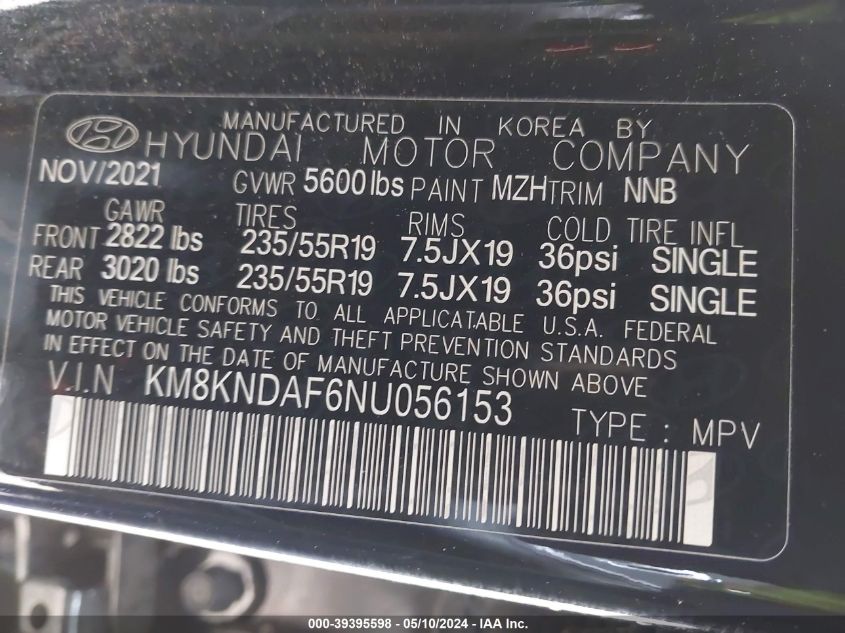 MANUFACTURED IN KOREA BY
HYUNDAI MOTOR COMPANY
NOV/2021 GVWR 5600 lbs PAINT MZH TRIM NNB
GAWR TIRES RIMS COLD TIRE INFL
FRONT 2822 lbs 235/55R19 7.5JX19 36psi SINGLE
REAR 3020 lbs 235/55R19 7.5JX19 36psi SINGLE
THIS VEHICLE CONFORMS TO ALL APPLICATABLE U.S.A. FEDERAL
MOTOR VEHICLE SAFETY AND THEFT PREVENTION STANDARDS
IN EFFECT ON THE DATE OF MANUFACTURE SHOWN ABOVE
V.I.N KM8KNDAF6NU056153
TYPE : MPV
000-39395598 - 05/10/2024 - IAA Inc.